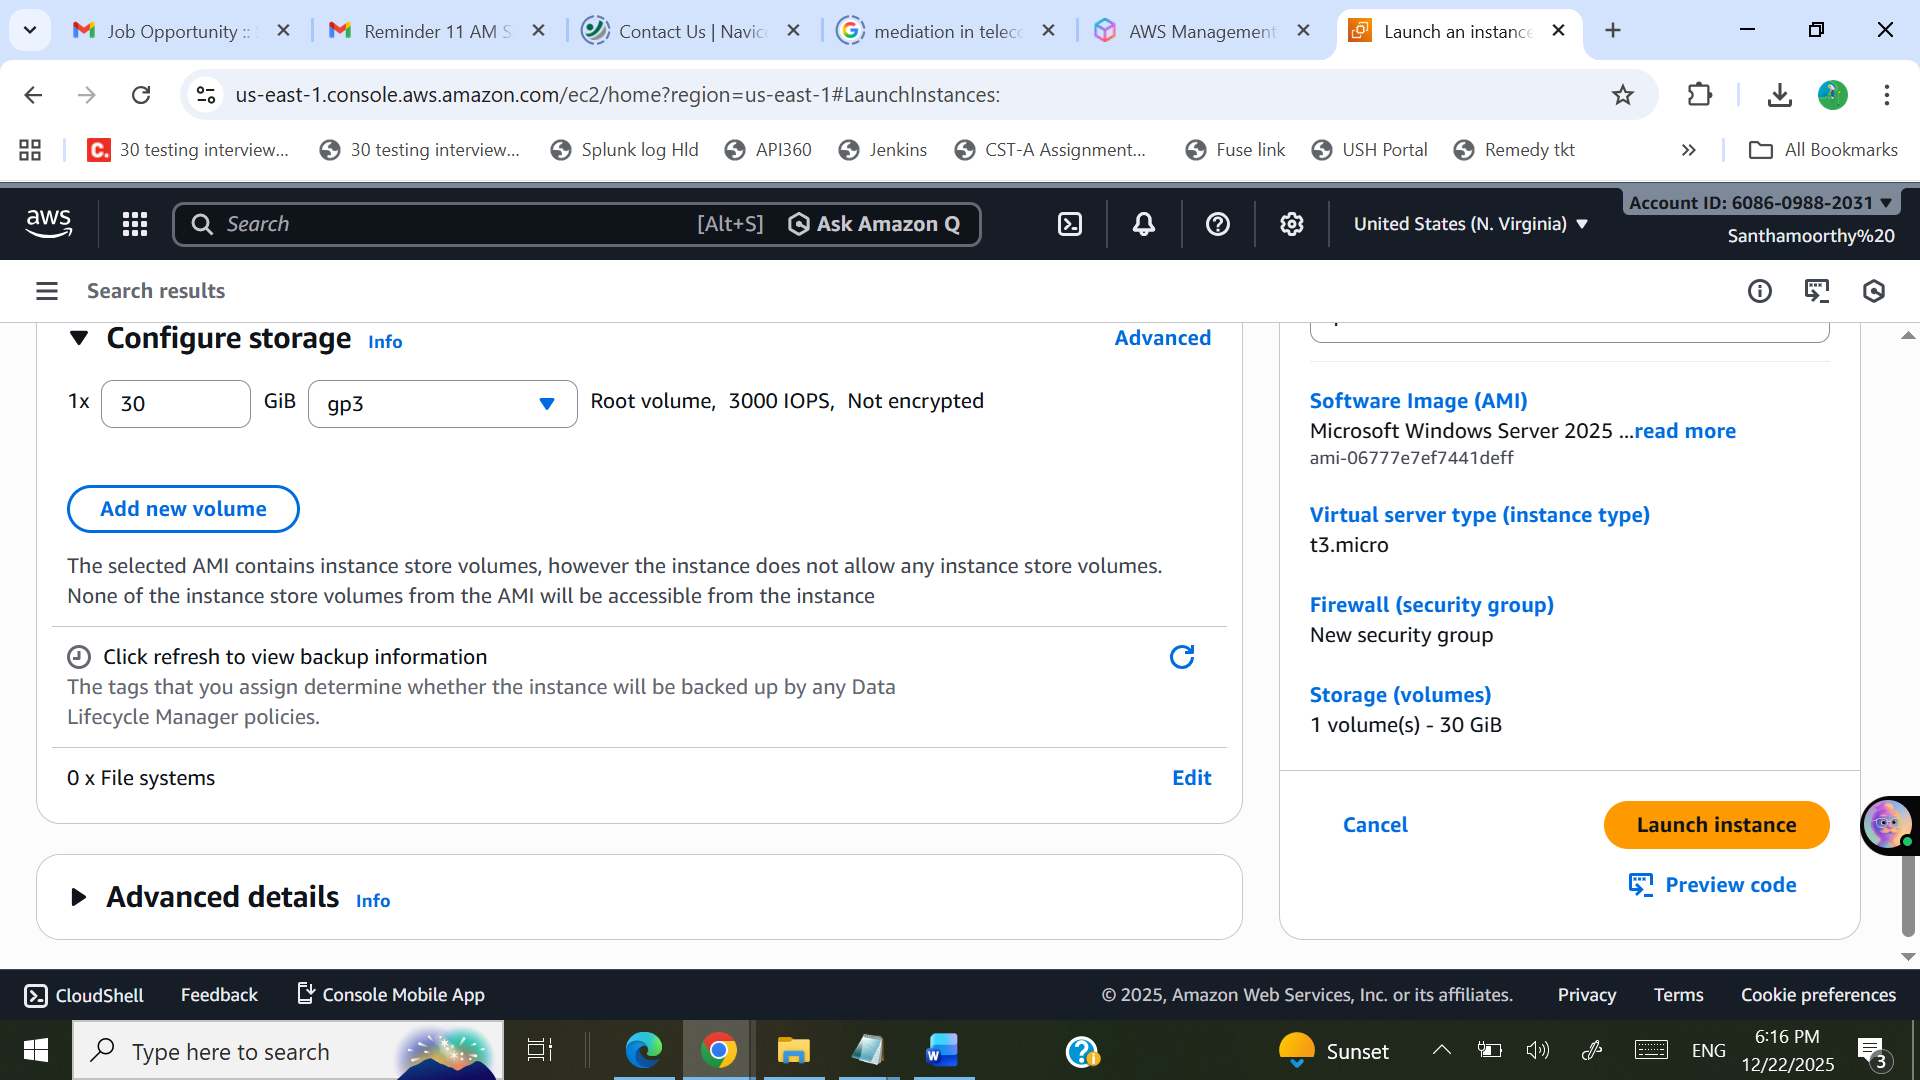 Job Opportunity ::
Reminder 11 AM S
Contact Us | Navic
mediation in telec
AWS Management
Launch an instance
us-east-1.console.aws.amazon.com/ec2/home?region=us-east-1#LaunchInstances:
C. 30 testing interview...
30 testing interview...
Splunk log Hld
API360
Jenkins
CST-A Assignment...
Fuse link
USH Portal
Remedy tkt
All Bookmarks
aws
Search
[Alt+S]
Ask Amazon Q
United States (N. Virginia)
Account ID: 6086-0988-2031
Santhamoorthy%20
Search results
Configure storage Info
Advanced
1x 30 GiB gp3 Root volume, 3000 IOPS, Not encrypted
Add new volume
The selected AMI contains instance store volumes, however the instance does not allow any instance store volumes.
None of the instance store volumes from the AMI will be accessible from the instance
Click refresh to view backup information
The tags that you assign determine whether the instance will be backed up by any Data
Lifecycle Manager policies.
0 x File systems
Edit
Advanced details Info
Software Image (AMI)
Microsoft Windows Server 2025 ...read more
ami-06777e7ef7441deff
Virtual server type (instance type)
t3.micro
Firewall (security group)
New security group
Storage (volumes)
1 volume(s) - 30 GiB
Cancel
Launch instance
Preview code
CloudShell
Feedback
Console Mobile App
© 2025, Amazon Web Services, Inc. or its affiliates.
Privacy
Terms
Cookie preferences
Type here to search
Sunset
ENG
6:16 PM
12/22/2025
3